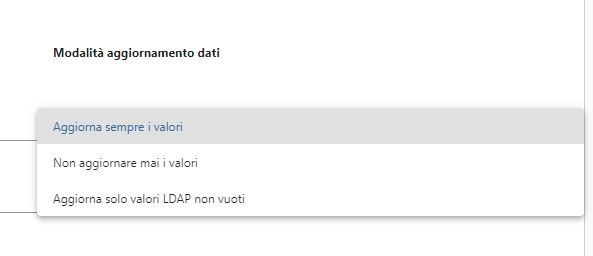 Modalità aggiornamento dati
Aggiorna sempre i valori
Non aggiornare mai i valori
Aggiorna solo valori LDAP non vuoti